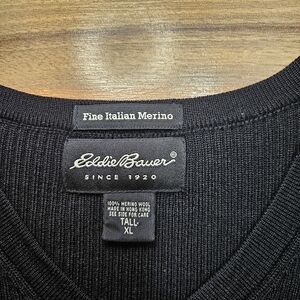 Fine Italian Merino
Eddie Bauer®
SINCE 1920
100% MERINO WOOL
MADE IN HONG KONG
SEE SIDE FOR CARE
TALL
XL